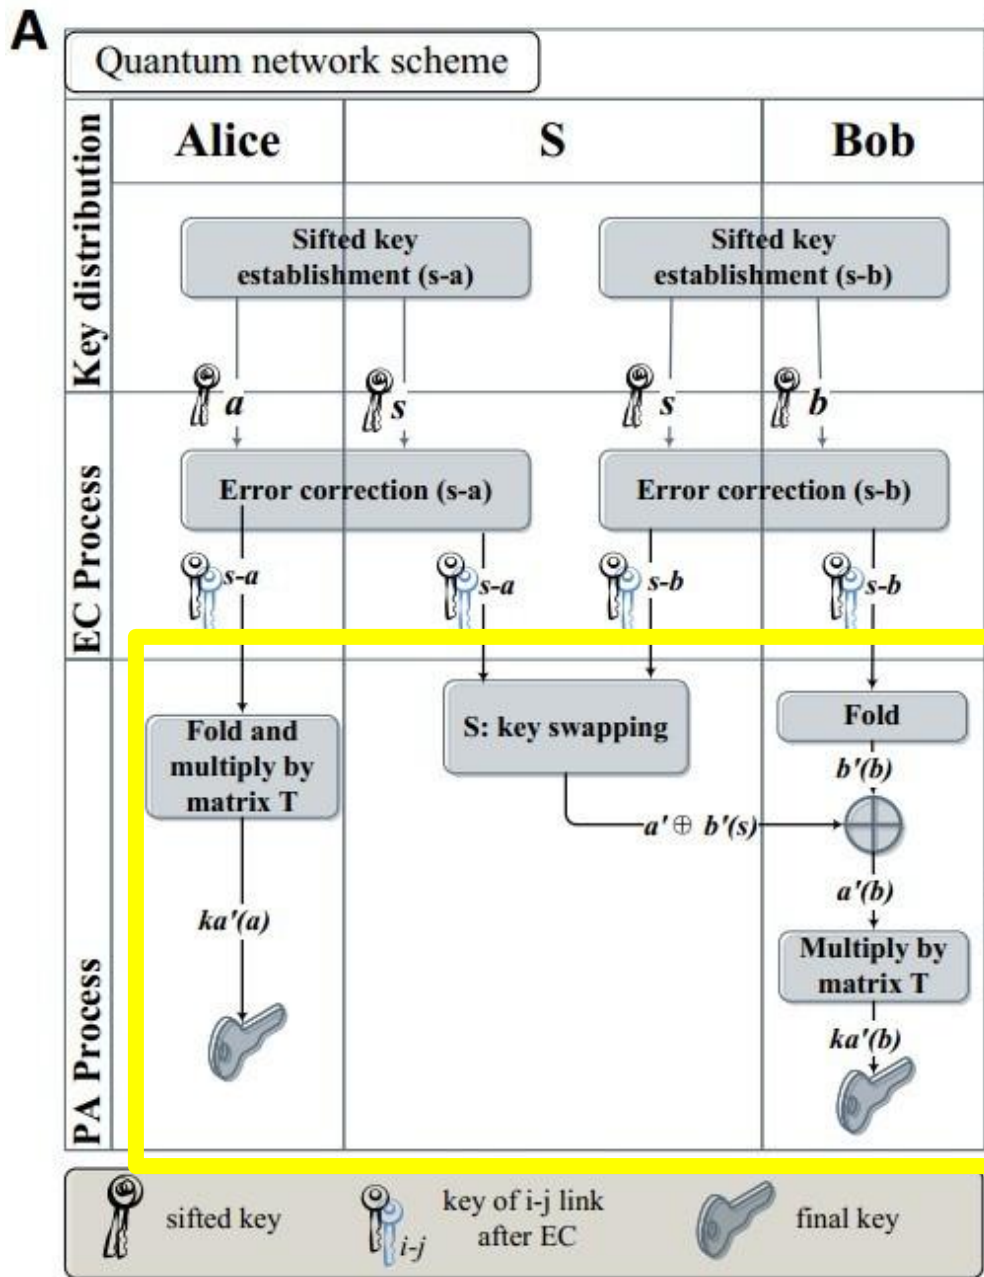 A
Quantum network scheme
Alice
S
Bob
Key distribution
Sifted key
establishment (s-a)
Sifted key
establishment (s-b)
a
s
s
b
EC Process
Error correction (s-a)
Error correction (s-b)
s-a
s-a
s-b
s-b
PA Process
Fold and
multiply by
matrix T
S: key swapping
Fold
b'(b)
a' ⊕ b'(s)
a'(b)
ka'(a)
Multiply by
matrix T
ka'(b)
sifted key
i-j
key of i-j link
after EC
final key